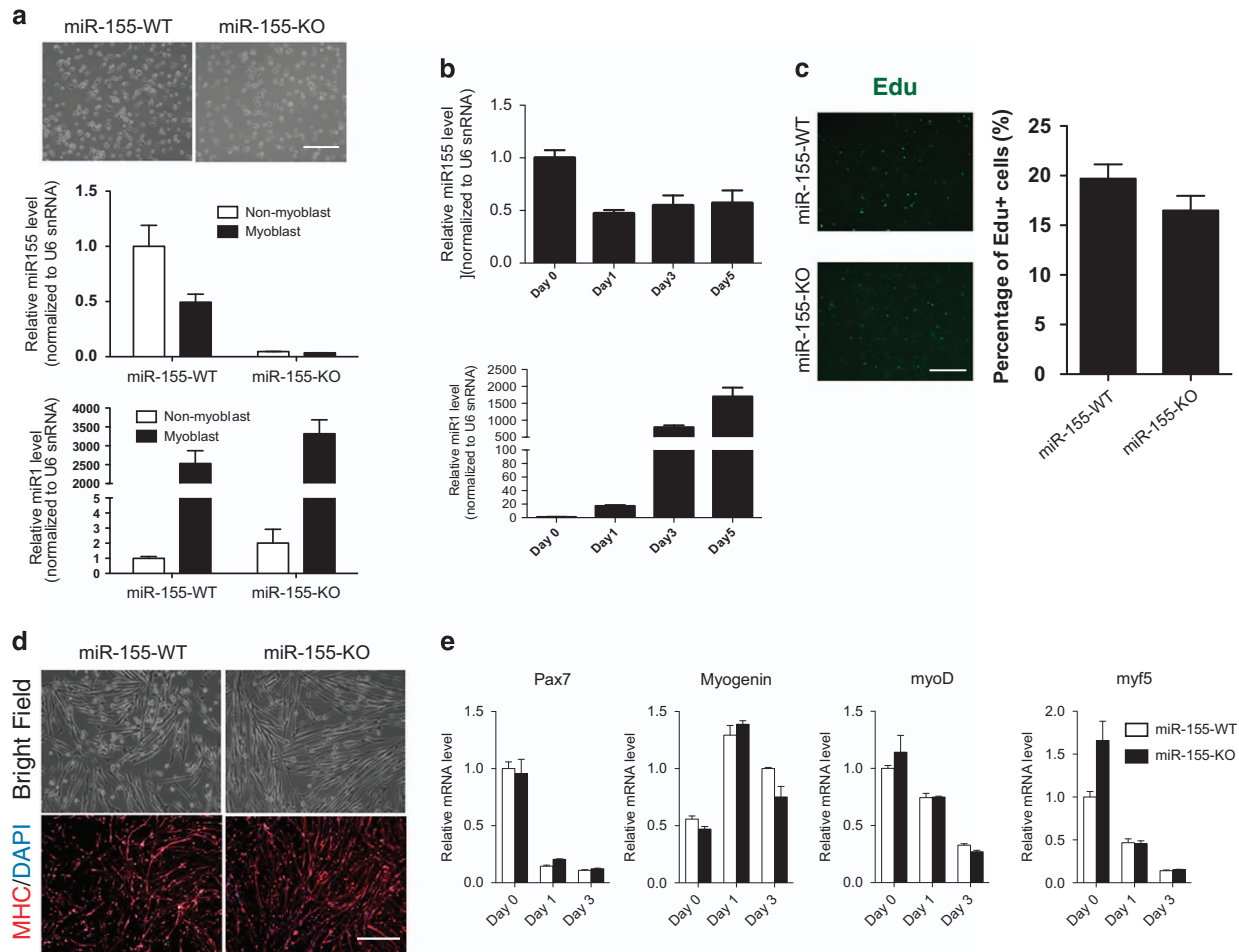 a
miR-155-WT
miR-155-KO
Relative miR155 level
(normalized to U6 snRNA)
1.5
1.0
0.5
0.0
Non-myoblast
Myoblast
miR-155-WT
miR-155-KO
Relative miR1 level
(normalized to U6 snRNA)
4000
3500
3000
2500
2000
5
4
3
2
1
0
Non-myoblast
Myoblast
miR-155-WT
miR-155-KO
b
Relative miR155 level
](normalized to U6 snRNA)
1.5
1.0
0.5
0.0
Day 0
Day1
Day3
Day5
Relative miR1 level
(normalized to U6 snRNA)
2500
2000
1500
1000
500
100
80
60
40
20
0
Day 0
Day1
Day3
Day5
c
Edu
miR-155-WT
miR-155-KO
Percentage of Edu+ cells (%)
25
20
15
10
5
0
miR-155-WT
miR-155-KO
d
miR-155-WT
miR-155-KO
Bright Field
MHC/DAPI
e
Pax7
Relative mRNA level
1.5
1.0
0.5
0.0
Day 0
Day 1
Day 3
Myogenin
Relative mRNA level
1.5
1.0
0.5
0.0
Day 0
Day 1
Day 3
myoD
Relative mRNA level
1.5
1.0
0.5
0.0
Day 0
Day 1
Day 3
myf5
Relative mRNA level
2.0
1.5
1.0
0.5
0.0
miR-155-WT
miR-155-KO
Day 0
Day 1
Day 3